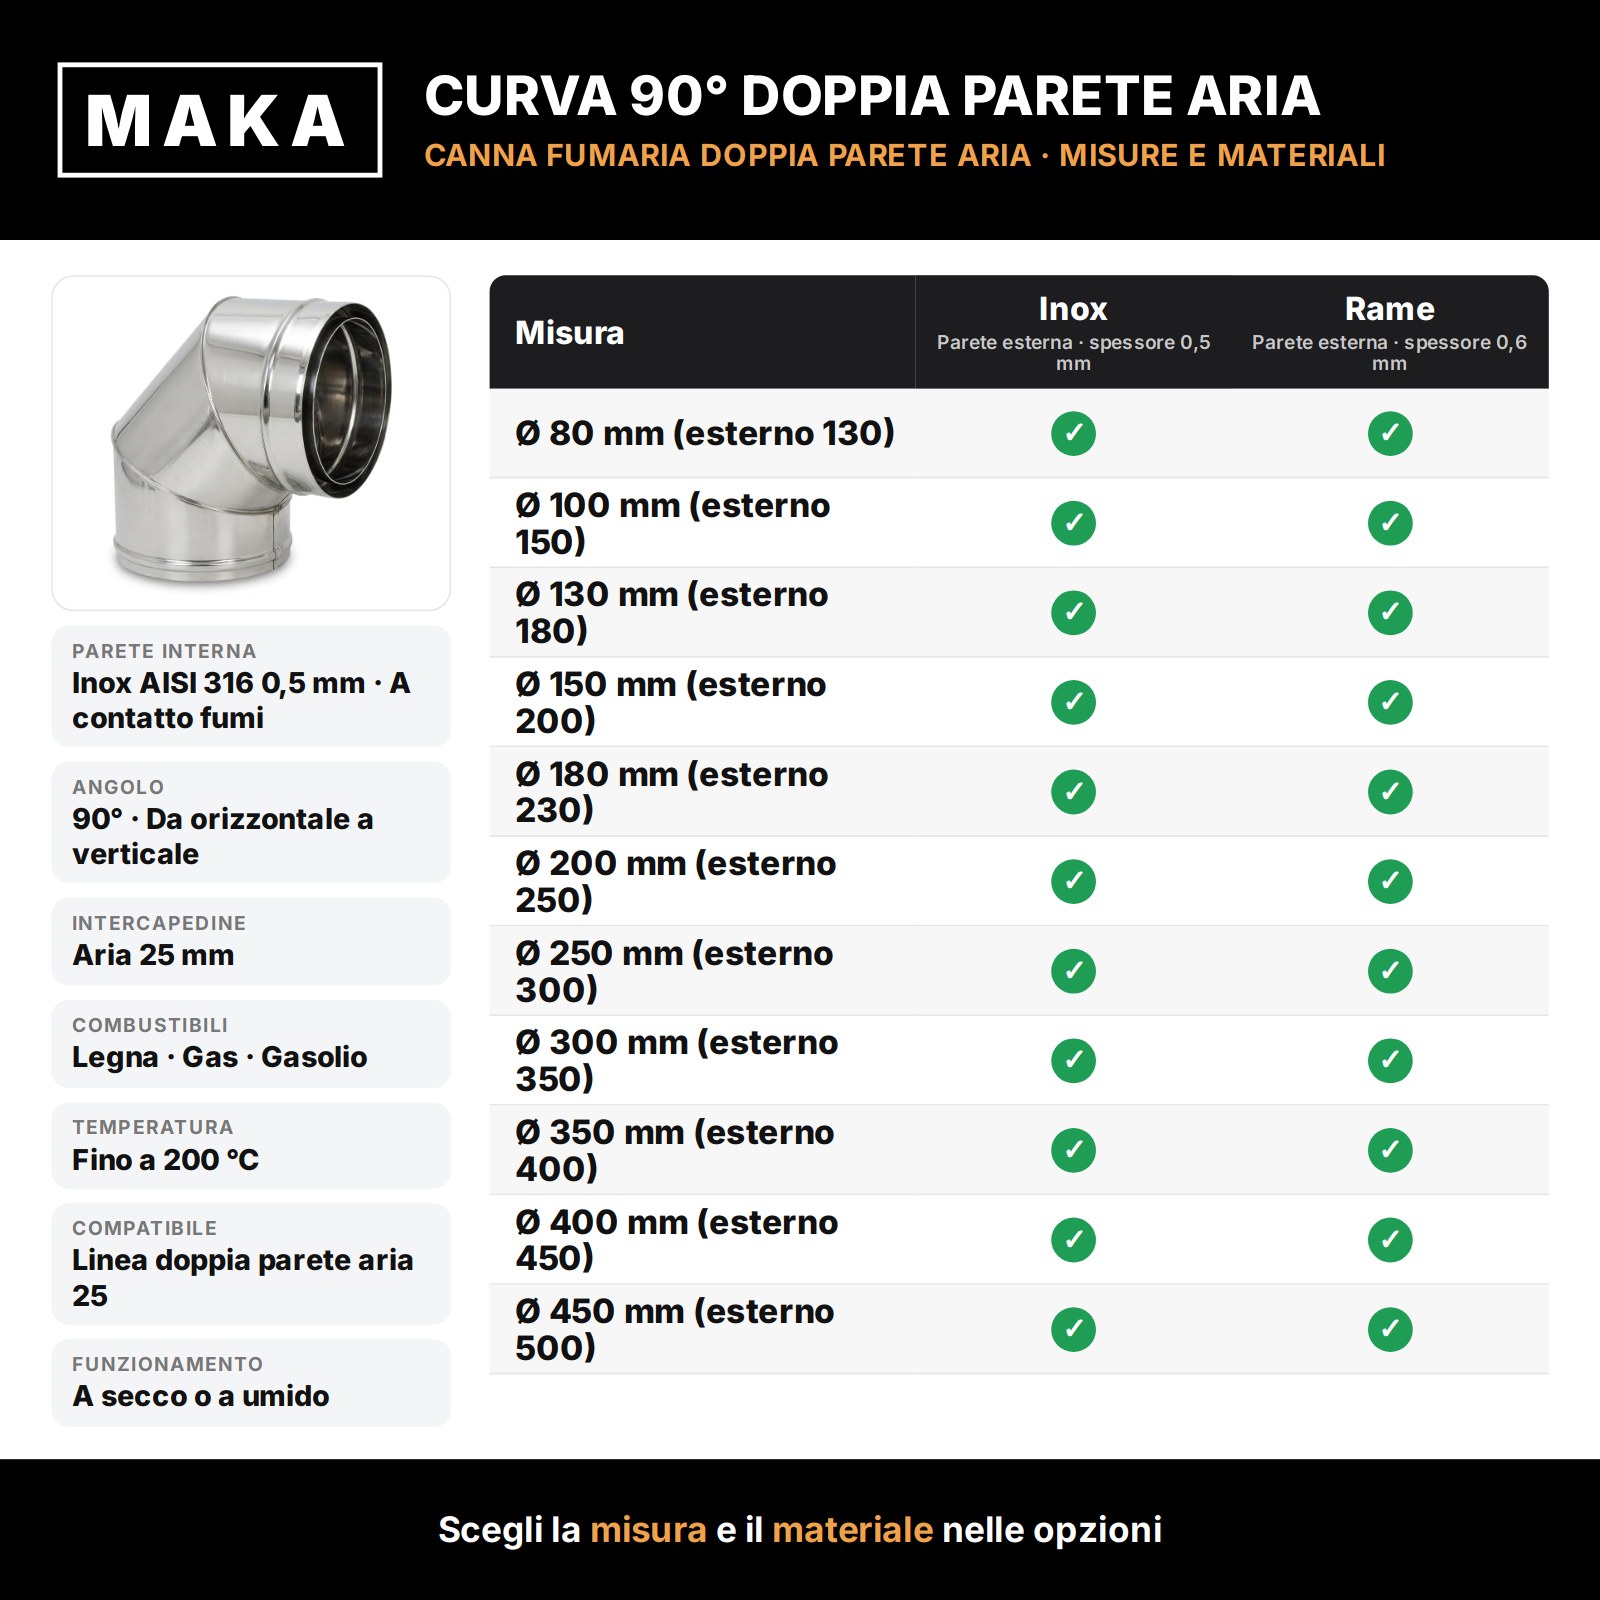 MAKA
CURVA 90° DOPPIA PARETE ARIA
CANNA FUMARIA DOPPIA PARETE ARIA · MISURE E MATERIALI
PARETE INTERNA
Inox AISI 316 0,5 mm · A
contatto fumi
ANGOLO
90° · Da orizzontale a
verticale
INTERCAPEDINE
Aria 25 mm
COMBUSTIBILI
Legna · Gas · Gasolio
TEMPERATURA
Fino a 200 °C
COMPATIBILE
Linea doppia parete aria
25
FUNZIONAMENTO
A secco o a umido
Misura
Inox
Parete esterna · spessore 0,5
mm
Rame
Parete esterna · spessore 0,6
mm
Ø 80 mm (esterno 130) ✓ ✓
Ø 100 mm (esterno
150) ✓ ✓
Ø 130 mm (esterno
180) ✓ ✓
Ø 150 mm (esterno
200) ✓ ✓
Ø 180 mm (esterno
230) ✓ ✓
Ø 200 mm (esterno
250) ✓ ✓
Ø 250 mm (esterno
300) ✓ ✓
Ø 300 mm (esterno
350) ✓ ✓
Ø 350 mm (esterno
400) ✓ ✓
Ø 400 mm (esterno
450) ✓ ✓
Ø 450 mm (esterno
500) ✓ ✓
Scegli la misura e il materiale nelle opzioni